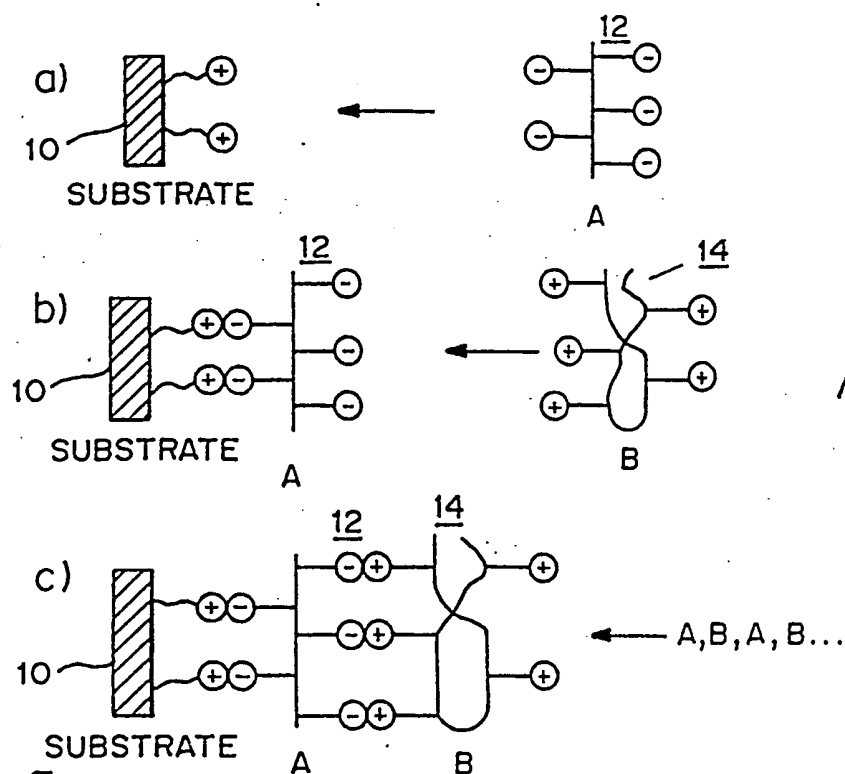 a)
12
⊕
⊖ ⊖
⊖
⊕
⊖
⊖
10
SUBSTRATE
A
b)
12
14
⊖
⊕ ⊕
⊕⊖
⊖ ⊕
⊕⊖
⊕
10
⊖ ⊕
SUBSTRATE
A
B
c)
12 14
⊖⊕ ⊕
⊕⊖
⊖⊕
A,B,A,B...
10
⊕⊖ ⊕
⊖⊕
SUBSTRATE
A B